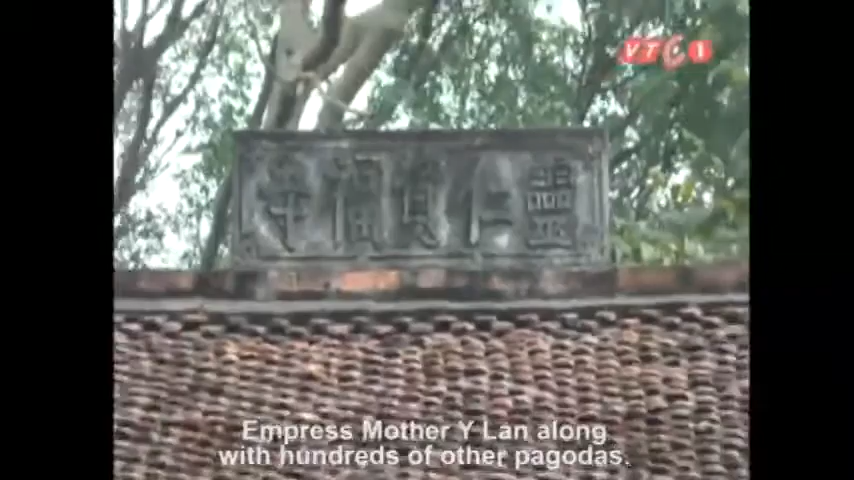 VTC1
靈仁資福寺
Empress Mother Y Lan along
with hundreds of other pagodas.